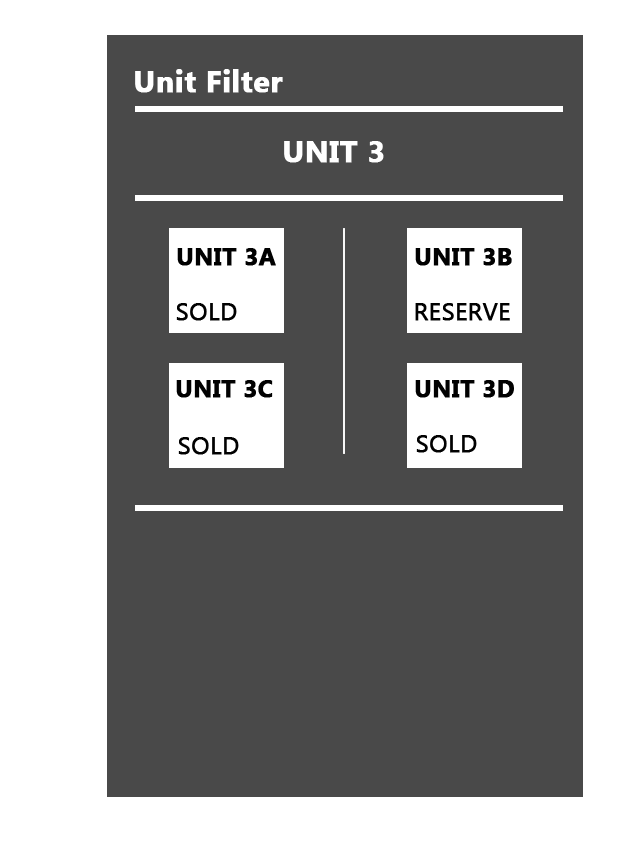 Unit Filter
UNIT 3
UNIT 3A
SOLD
UNIT 3B
RESERVE
UNIT 3C
SOLD
UNIT 3D
SOLD